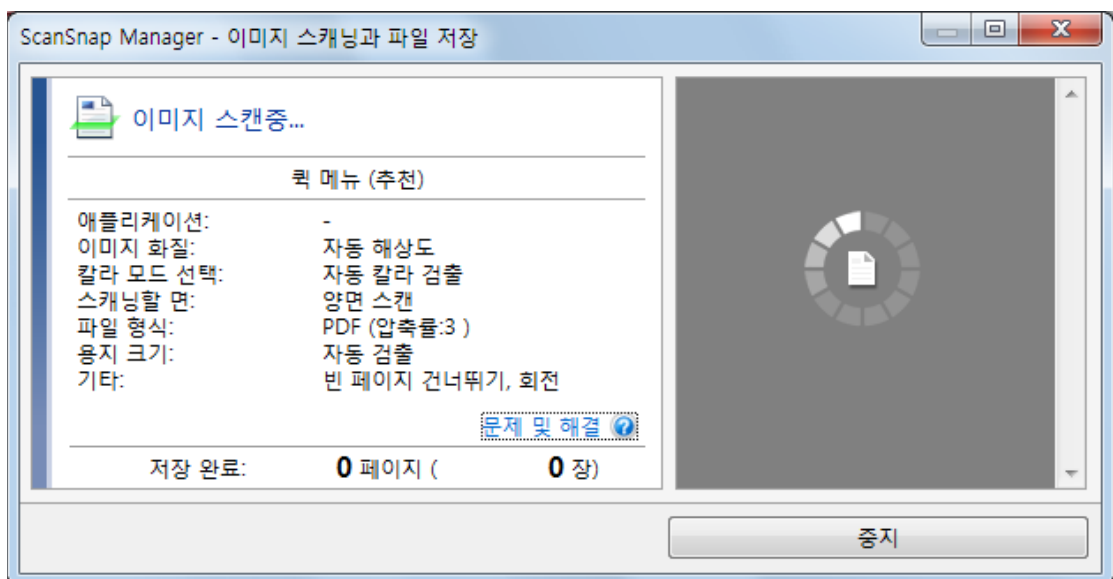 ScanSnap Manager - 이미지 스캐닝과 파일 저장
이미지 스캔중...
퀵 메뉴 (추천)
애플리케이션: -
이미지 화질: 자동 해상도
칼라 모드 선택: 자동 칼라 검출
스캐닝할 면: 양면 스캔
파일 형식: PDF (압축률:3 )
용지 크기: 자동 검출
기타: 빈 페이지 건너뛰기, 회전
문제 및 해결 ?
저장 완료: 0 페이지 ( 0 장)
중지